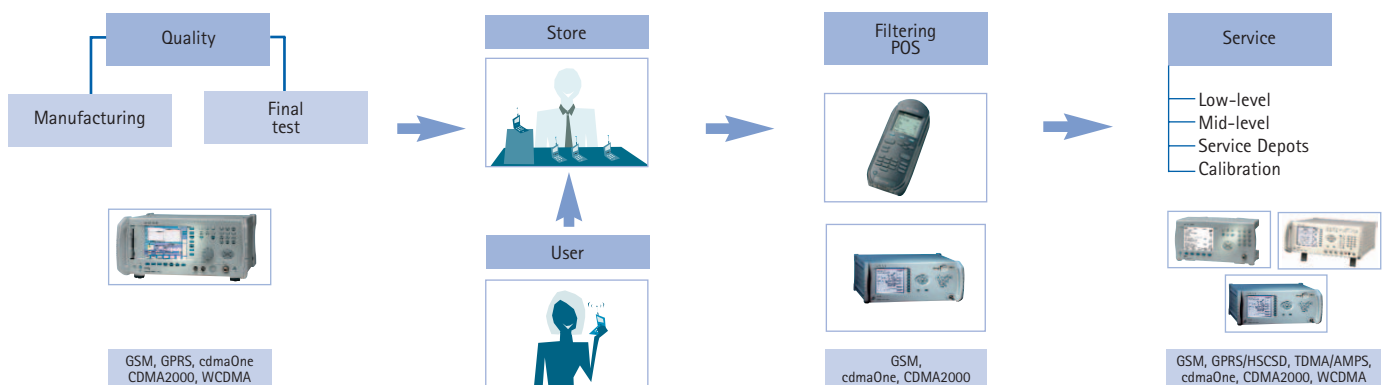 Quality
Manufacturing
Final
test
GSM, GPRS, cdmaOne
CDMA2000, WCDMA
Store
User
Filtering
POS
GSM,
cdmaOne, CDMA2000
Service
Low-level
Mid-level
Service Depots
Calibration
GSM, GPRS/HSCSD, TDMA/AMPS,
cdmaOne, CDMA2000, WCDMA